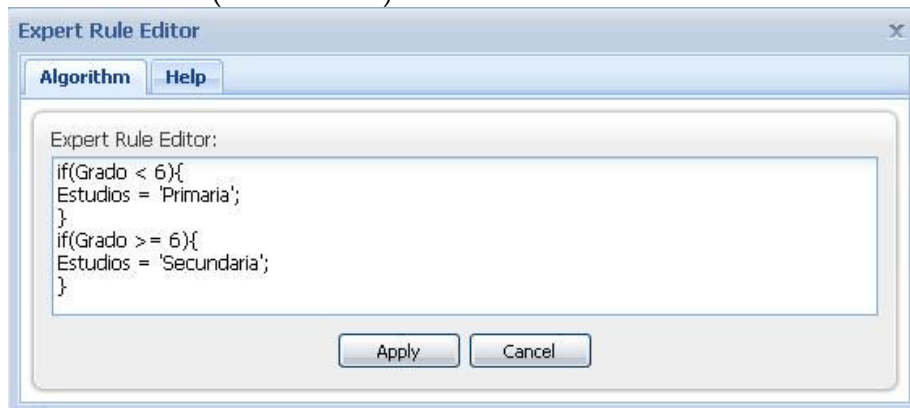 Expert Rule Editor x
Algorithm Help
Expert Rule Editor:
if(Grado < 6){
Estudios = 'Primaria';
}
if(Grado >= 6){
Estudios = 'Secundaria';
}
Apply Cancel